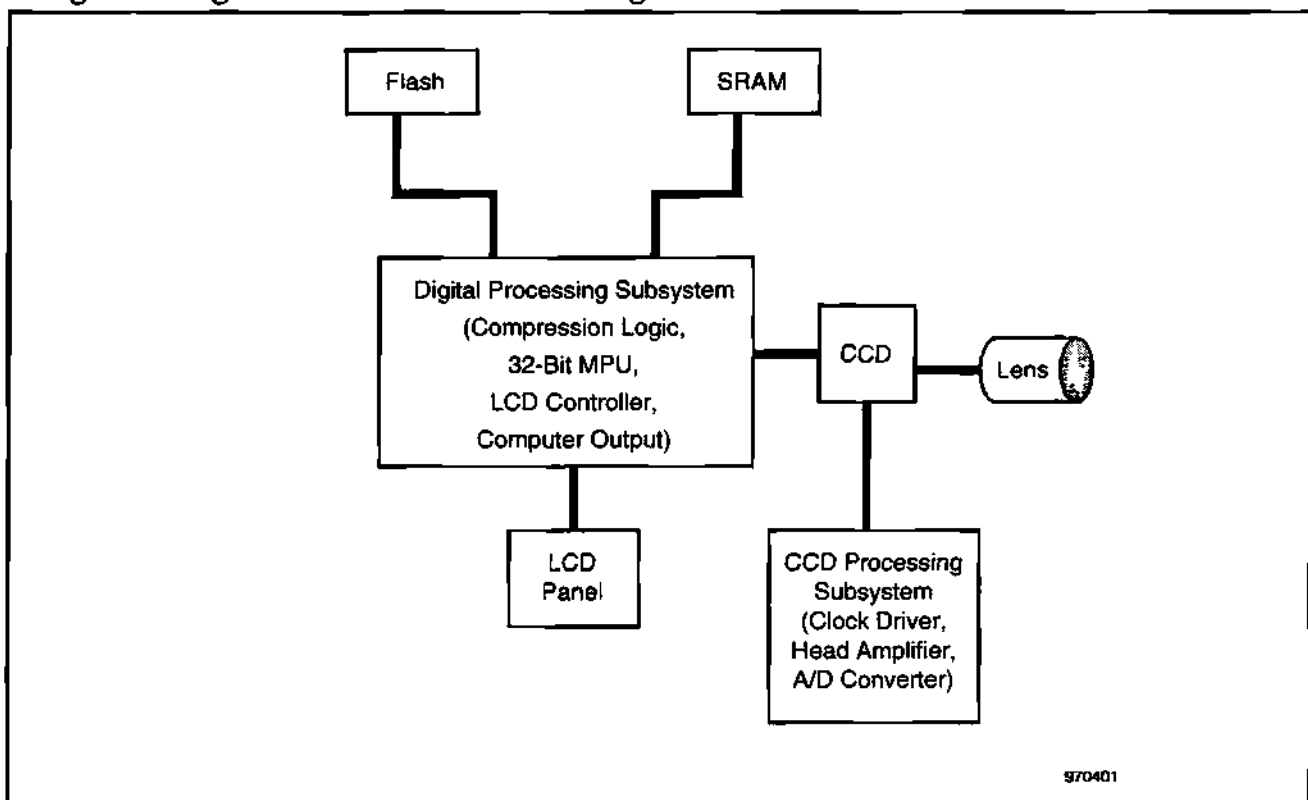 Flash
SRAM
Digital Processing Subsystem
(Compression Logic,
32-Bit MPU,
LCD Controller,
Computer Output)
CCD
Lens
LCD
Panel
CCD Processing
Subsystem
(Clock Driver,
Head Amplifier,
A/D Converter)
970401